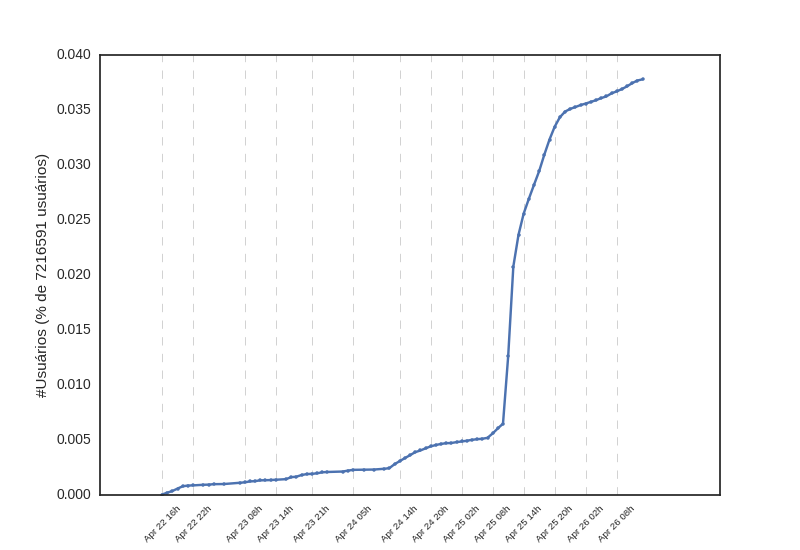 0.040
0.035
0.030
0.025
0.020
0.015
0.010
0.005
0.000
#Usuários (% de 7216591 usuários)
Apr 22 16h
Apr 22 22h
Apr 23 08h
Apr 23 14h
Apr 23 21h
Apr 24 05h
Apr 24 14h
Apr 24 20h
Apr 25 02h
Apr 25 08h
Apr 25 14h
Apr 25 20h
Apr 26 02h
Apr 26 08h